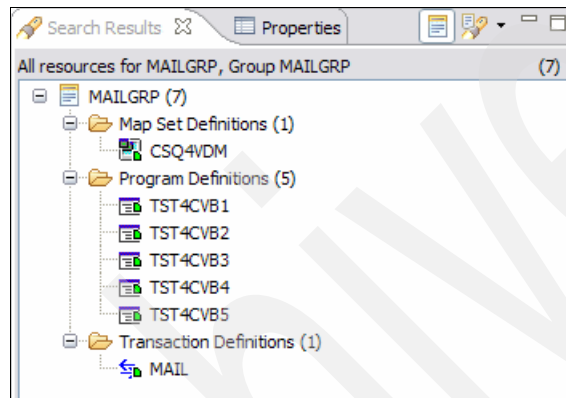 Search Results Properties
All resources for MAILGRP, Group MAILGRP (7)
MAILGRP (7)
Map Set Definitions (1)
CSQ4VDM
Program Definitions (5)
TST4CVB1
TST4CVB2
TST4CVB3
TST4CVB4
TST4CVB5
Transaction Definitions (1)
MAIL